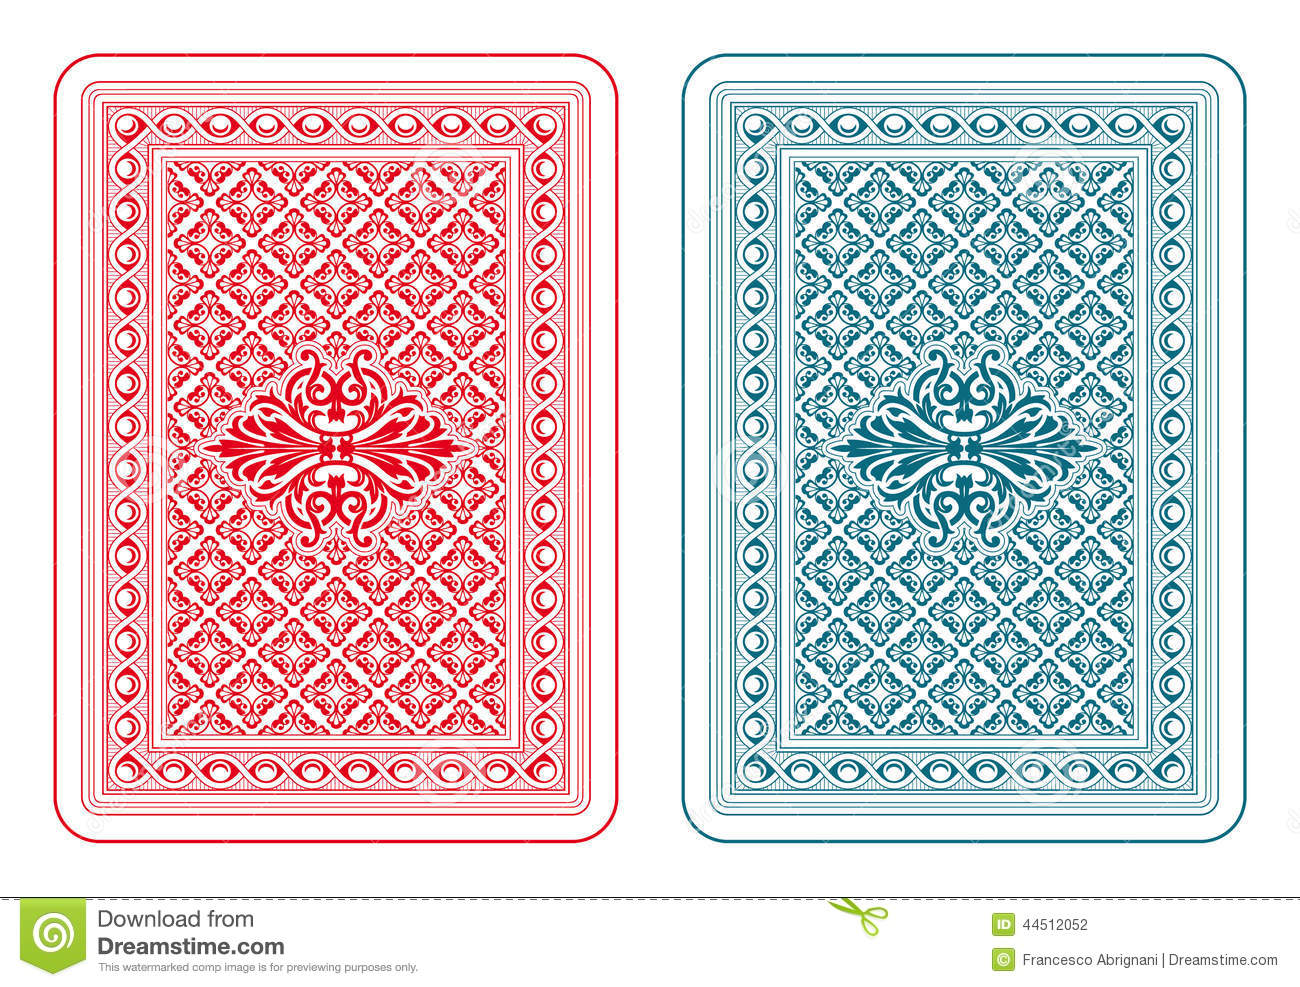 Download from
Dreamstime.com
This watermarked comp image is for previewing purposes only.
ID 44512052
© Francesco Abrignani | Dreamstime.com